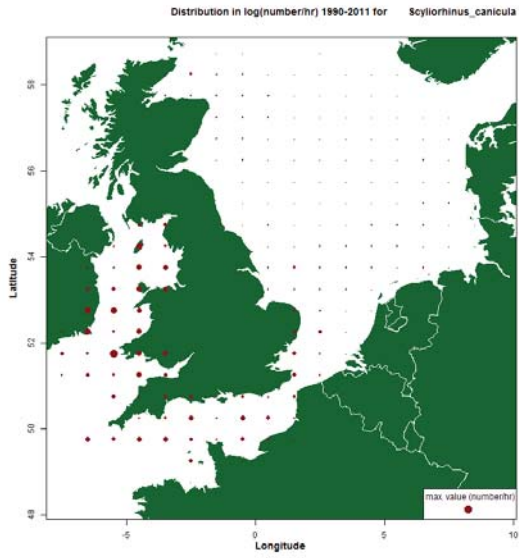 Distribution in log(number/hr) 1990-2011 for Scyliorhinus_canicula
58
56
54
52
50
48
Latitude
-5 0 5 10
Longitude
max value (number/hr)